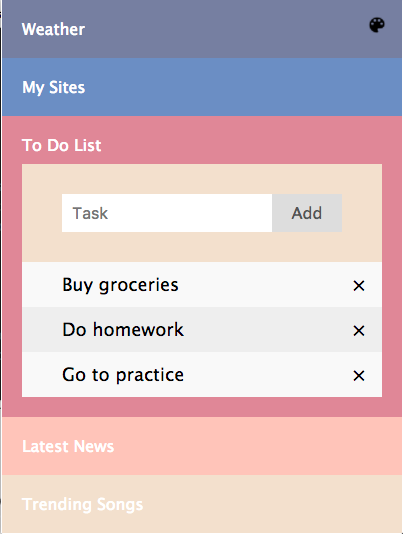 Weather
My Sites
To Do List
Task Add
Buy groceries ×
Do homework ×
Go to practice ×
Latest News
Trending Songs